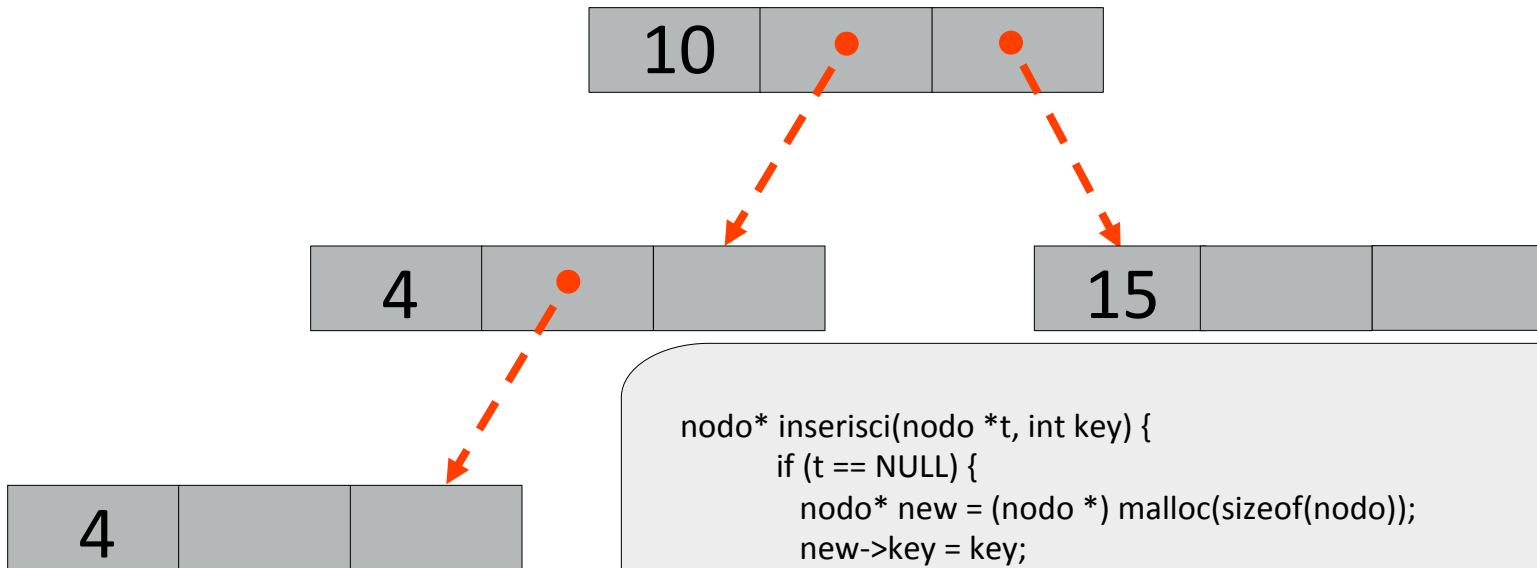 10
4
15
nodo* inserisci(nodo *t, int key) {
if (t == NULL) {
nodo* new = (nodo *) malloc(sizeof(nodo));
new->key = key;
4